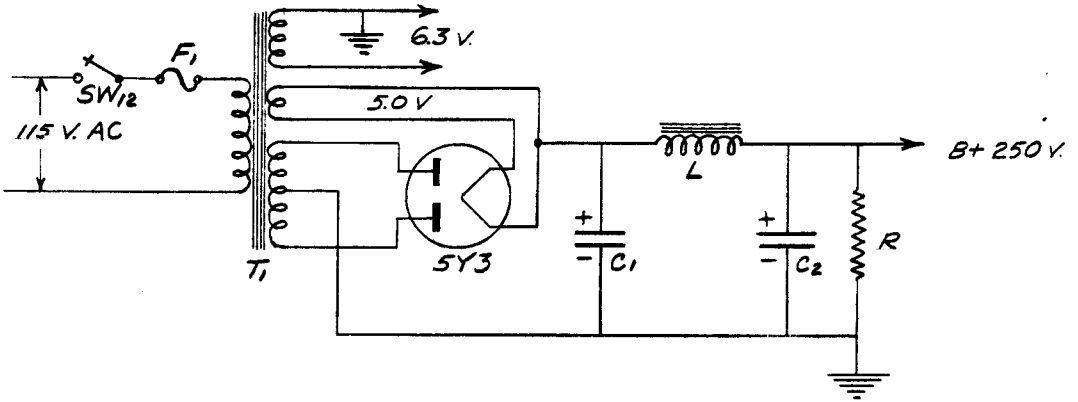 6.3 V.
F1
SW12
5.0 V
115 V. AC
B+ 250 V.
L
+
-
C1
+
-
C2
R
5Y3
T1